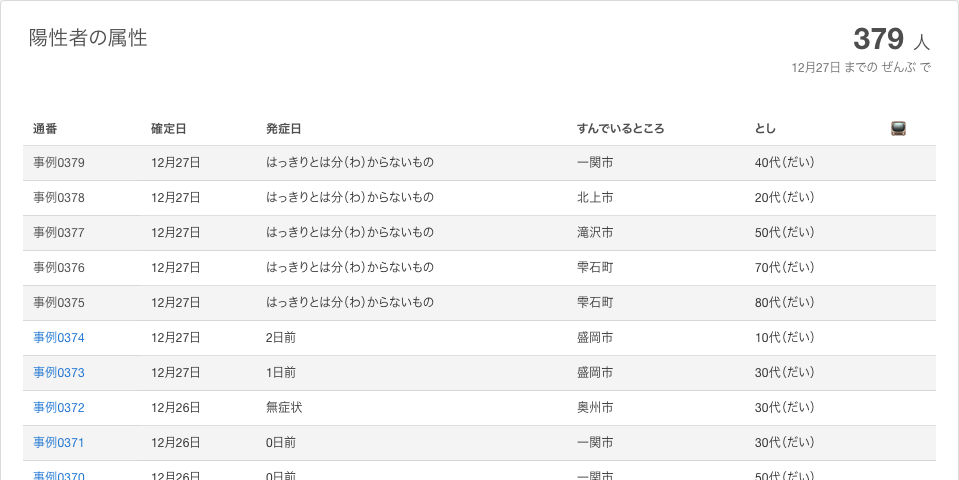 陽性者の属性
379 人
12月27日 までの ぜんぶ で
通番 確定日 発症日 すんでいるところ とし
事例0379 12月27日 はっきりとは分(わ)からないもの 一関市 40代(だい)
事例0378 12月27日 はっきりとは分(わ)からないもの 北上市 20代(だい)
事例0377 12月27日 はっきりとは分(わ)からないもの 滝沢市 50代(だい)
事例0376 12月27日 はっきりとは分(わ)からないもの 雫石町 70代(だい)
事例0375 12月27日 はっきりとは分(わ)からないもの 雫石町 80代(だい)
事例0374 12月27日 2日前 盛岡市 10代(だい)
事例0373 12月27日 1日前 盛岡市 30代(だい)
事例0372 12月26日 無症状 奥州市 30代(だい)
事例0371 12月26日 0日前 一関市 30代(だい)
事例0370 12月26日 0日前 一関市 50代(だい)